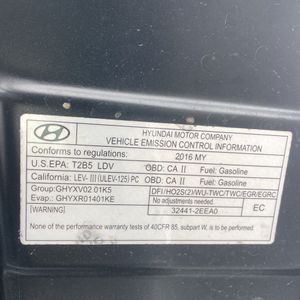 HYUNDAI MOTOR COMPANY
VEHICLE EMISSION CONTROL INFORMATION
Conforms to regulations: 2016 MY
U.S.EPA: T2B5 LDV OBD: CA II Fuel: Gasoline
California: LEV-III (ULEV-125) PC OBD: CA II Fuel: Gasoline
Group:GHYXV02.01K5 DFI/HO2S(2)/WU-TWC/TWC/EGR/EGRC
Evap.: GHYXR01401KE
EC
[WARNING] 32441-2EEA0
None of the performance warranty tests of 40CFR 85, subpart W, is to be performed on this vehicle.